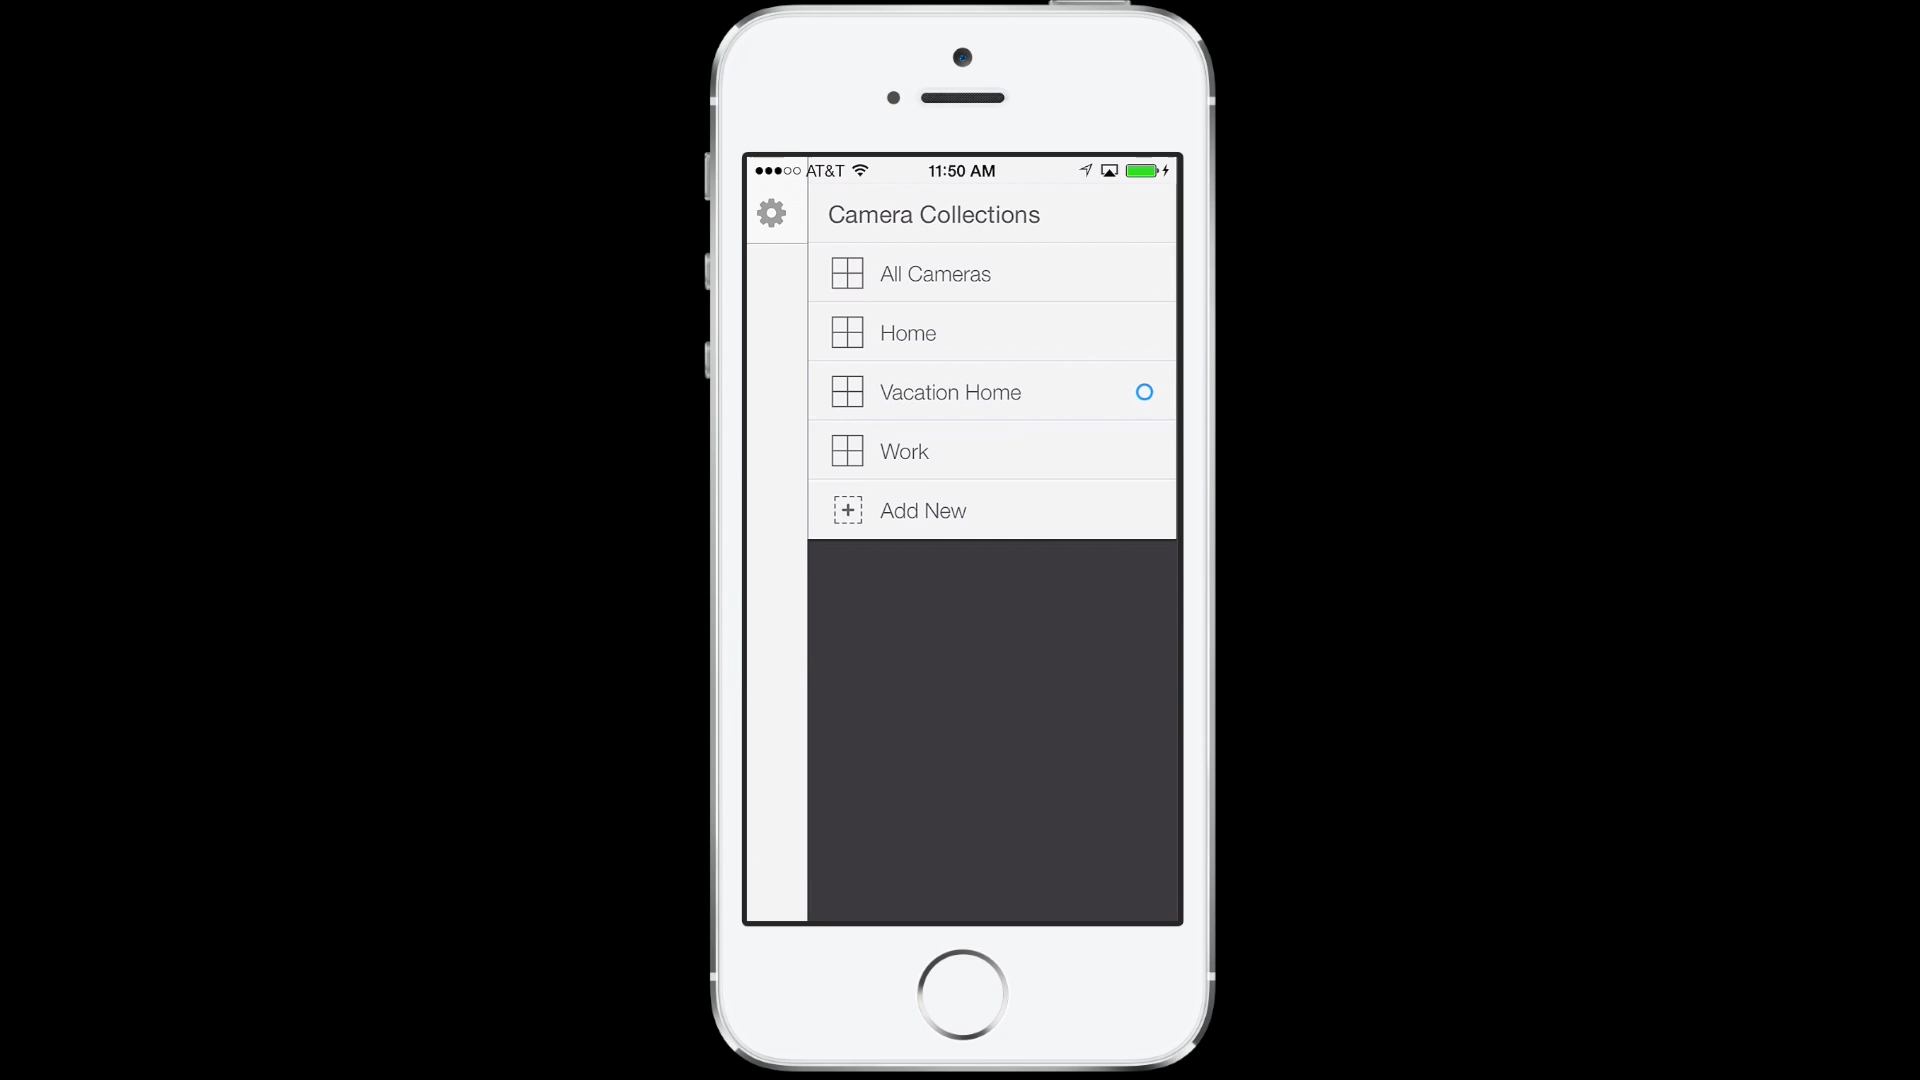 AT&T 11:50 AM
Camera Collections
All Cameras
Home
Vacation Home
Work
Add New